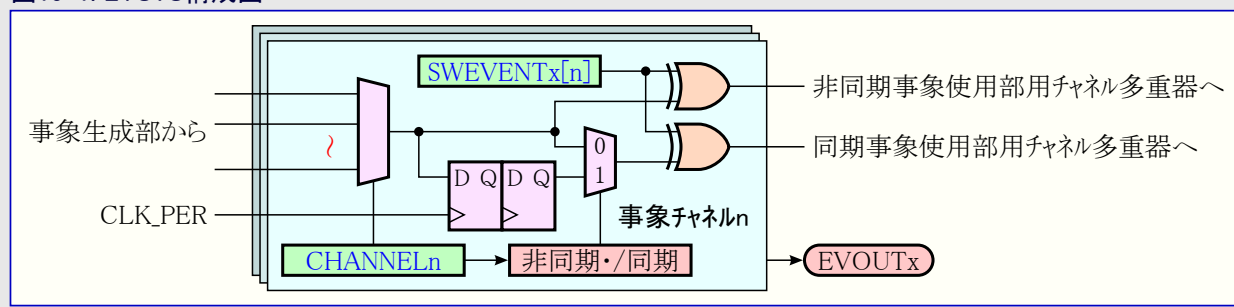 SWEVENTx[n]
非同期事象使用部用チャネル多重器へ
事象生成部から
0
1
同期事象使用部用チャネル多重器へ
D Q D Q
CLK_PER
事象チャネルn
CHANNELn
非同期・/同期
EVOUTx